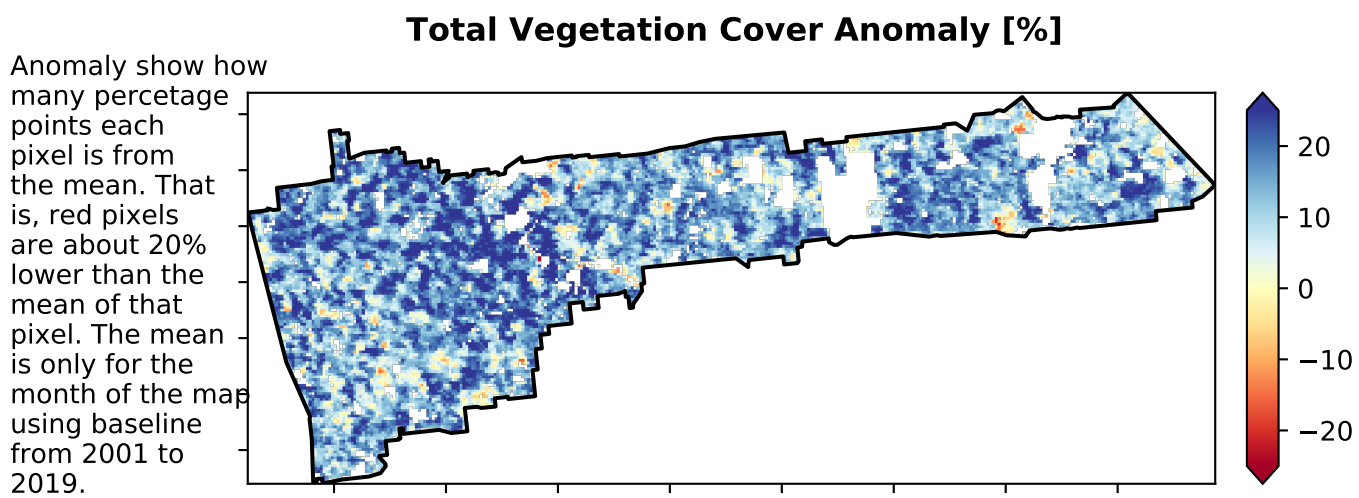 Total Vegetation Cover Anomaly [%]
Anomaly show how
many percetage
points each
pixel is from
the mean. That
is, red pixels
are about 20%
lower than the
mean of that
pixel. The mean
is only for the
month of the map
using baseline
from 2001 to
2019.
20
10
0
−10
−20